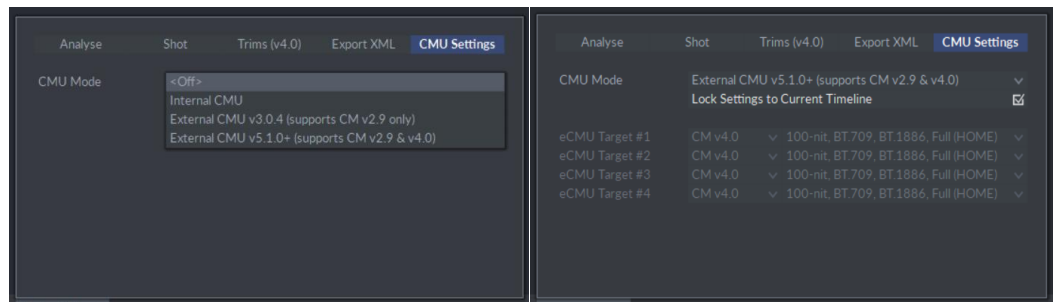 Analyse Shot Trims (v4.0) Export XML CMU Settings
CMU Mode <Off>
Internal CMU
External CMU v3.0.4 (supports CM v2.9 only)
External CMU v5.1.0+ (supports CM v2.9 & v4.0)
Analyse Shot Trims (v4.0) Export XML CMU Settings
CMU Mode External CMU v5.1.0+ (supports CM v2.9 & v4.0)
Lock Settings to Current Timeline
eCMU Target #1 CM v4.0 100-nit, BT.709, BT.1886, Full (HOME)
eCMU Target #2 CM v4.0 100-nit, BT.709, BT.1886, Full (HOME)
eCMU Target #3 CM v4.0 100-nit, BT.709, BT.1886, Full (HOME)
eCMU Target #4 CM v4.0 100-nit, BT.709, BT.1886, Full (HOME)